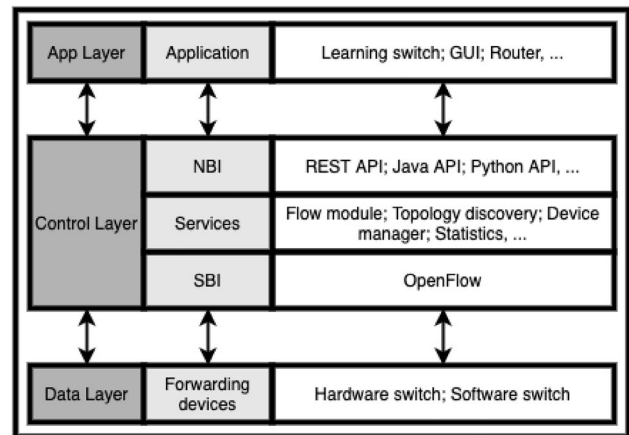 App Layer
Application
Learning switch; GUI; Router, ...
Control Layer
NBI
REST API; Java API; Python API, ...
Services
Flow module; Topology discovery; Device
manager; Statistics, ...
SBI
OpenFlow
Data Layer
Forwarding
devices
Hardware switch; Software switch